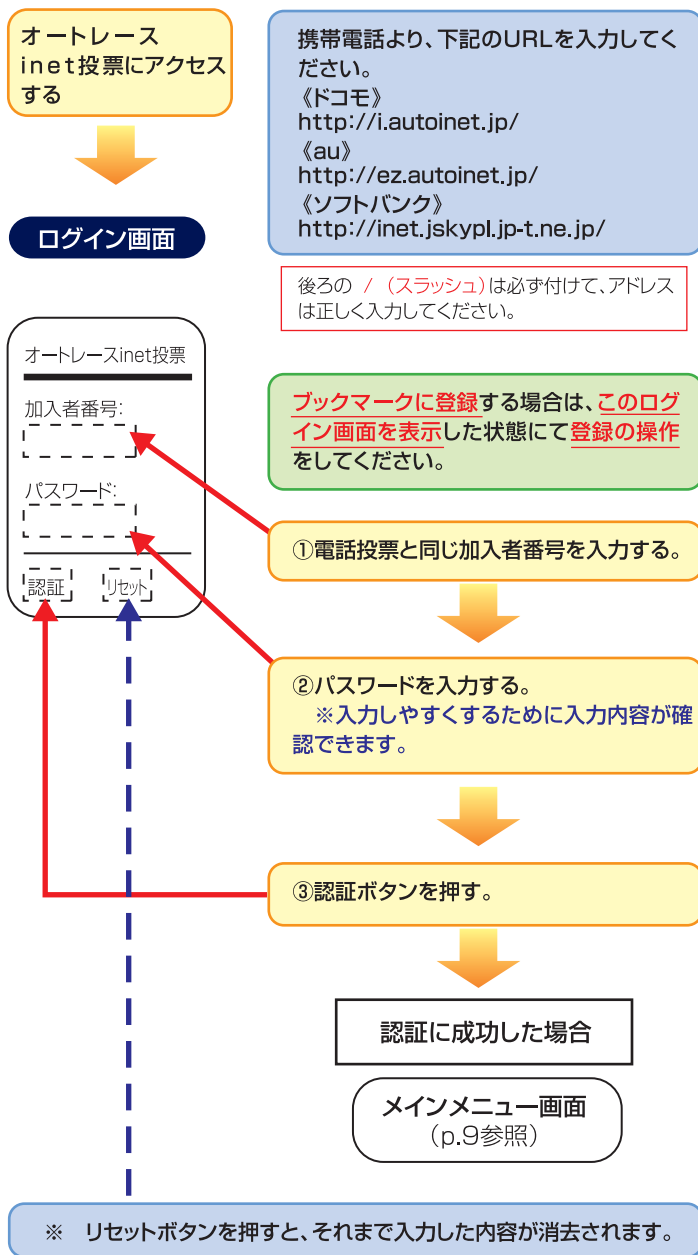 オートレース
inet投票にアクセス
する
携帯電話より、下記のURLを入力してく
ださい。
《ドコモ》
http://i.autoinet.jp/
《au》
http://ez.autoinet.jp/
《ソフトバンク》
http://inet.jskypl.jp-t.ne.jp/
後ろの / (スラッシュ)は必ず付けて、アドレス
は正しく入力してください。
ログイン画面
オートレースinet投票
加入者番号:
パスワード:
認証 リセット
ブックマークに登録する場合は、このログ
イン画面を表示した状態にて登録の操作
をしてください。
①電話投票と同じ加入者番号を入力する。
②パスワードを入力する。
※入力しやすくするために入力内容が確
認できます。
③認証ボタンを押す。
認証に成功した場合
メインメニュー画面
(p.9参照)
※ リセットボタンを押すと、それまで入力した内容が消去されます。